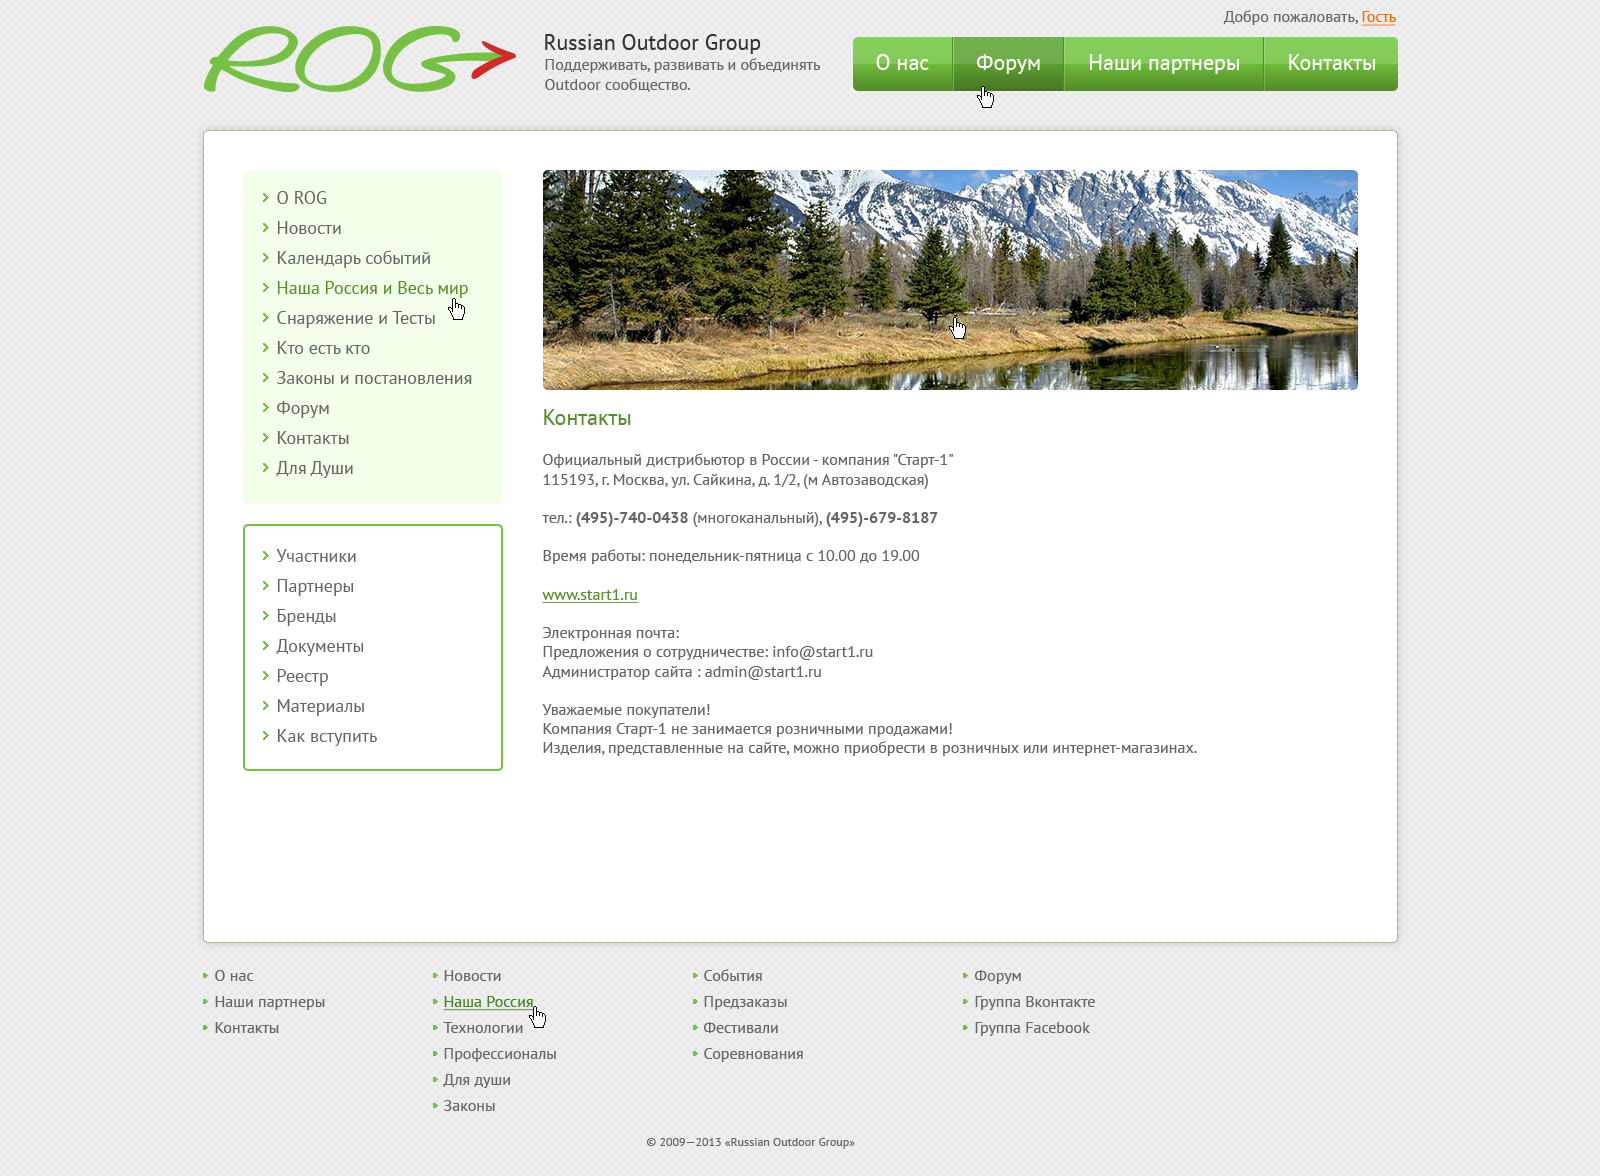 Добро пожаловать, Гость
ROG
Russian Outdoor Group
Поддерживать, развивать и объединять
Outdoor сообщество.
О нас
Форум
Наши партнеры
Контакты
О ROG
Новости
Календарь событий
Наша Россия и Весь мир
Снаряжение и Тесты
Кто есть кто
Законы и постановления
Форум
Контакты
Для Души
Участники
Партнеры
Бренды
Документы
Реестр
Материалы
Как вступить
Контакты
Официальный дистрибьютор в России - компания "Старт-1"
115193, г. Москва, ул. Сайкина, д. 1/2, (м Автозаводская)
тел.: (495)-740-0438 (многоканальный), (495)-679-8187
Время работы: понедельник-пятница с 10.00 до 19.00
www.start1.ru
Электронная почта:
Предложения о сотрудничестве: info@start1.ru
Администратор сайта : admin@start1.ru
Уважаемые покупатели!
Компания Старт-1 не занимается розничными продажами!
Изделия, представленные на сайте, можно приобрести в розничных или интернет-магазинах.
О нас
Наши партнеры
Контакты
Новости
Наша Россия
Технологии
Профессионалы
Для души
Законы
События
Предзаказы
Фестивали
Соревнования
Форум
Группа Вконтакте
Группа Facebook
© 2009—2013 «Russian Outdoor Group»